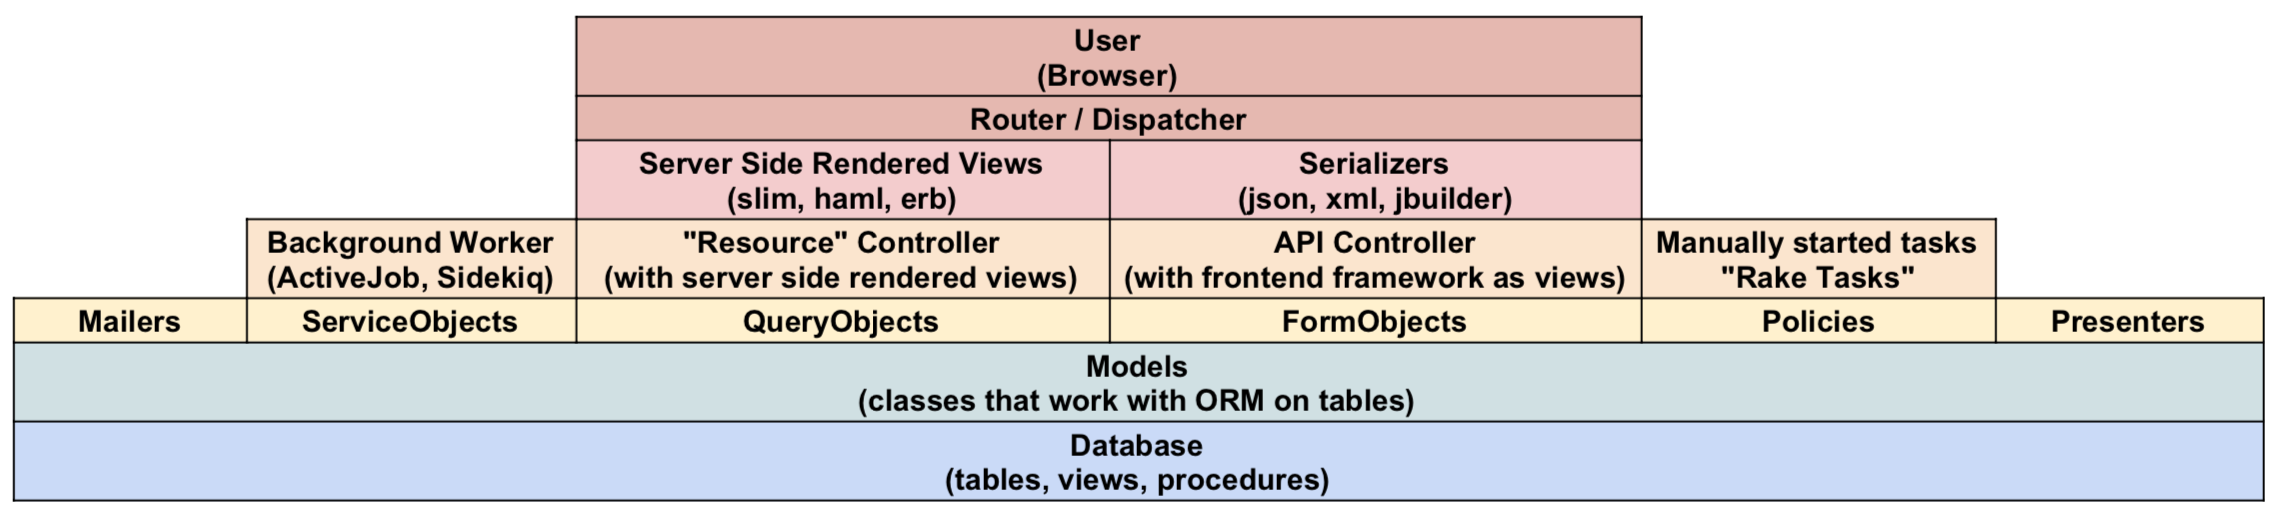 User
(Browser)
Router / Dispatcher
Server Side Rendered Views
(slim, haml, erb)
Serializers
(json, xml, jbuilder)
Background Worker
(ActiveJob, Sidekiq)
"Resource" Controller
(with server side rendered views)
API Controller
(with frontend framework as views)
Manually started tasks
"Rake Tasks"
Mailers
ServiceObjects
QueryObjects
FormObjects
Policies
Presenters
Models
(classes that work with ORM on tables)
Database
(tables, views, procedures)